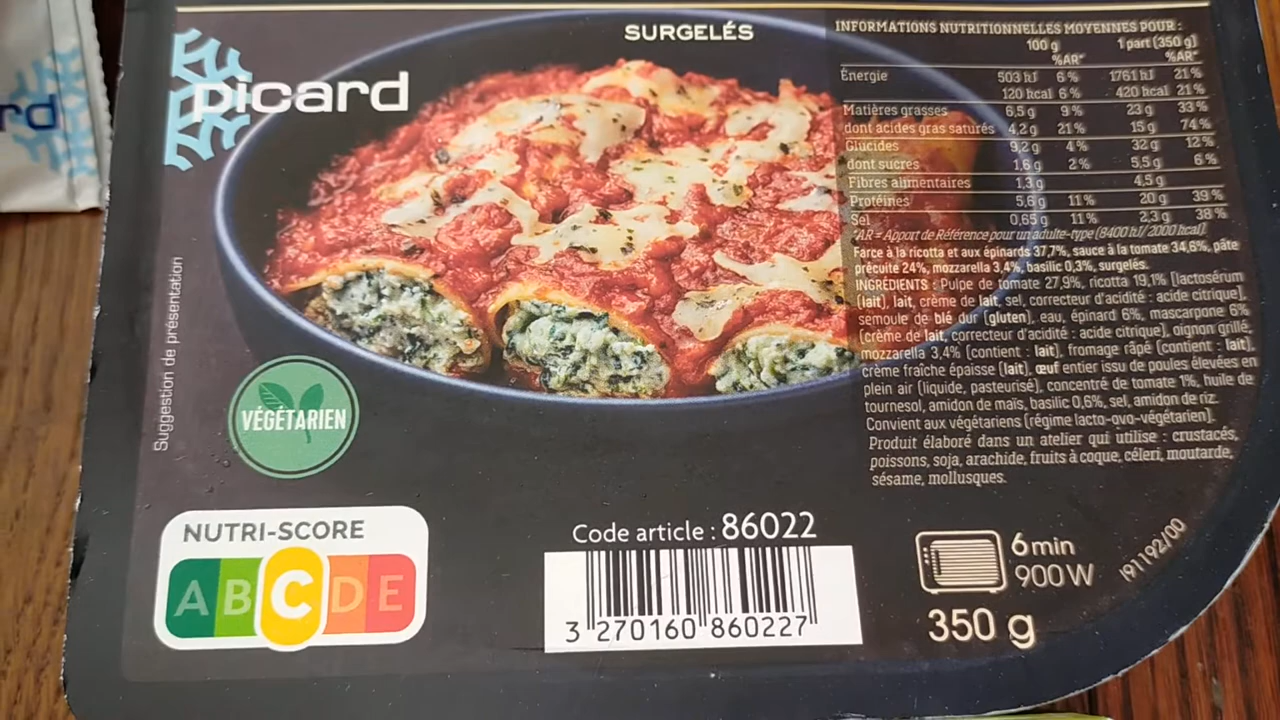 rd
picard
SURGELÉS
Suggestion de présentation
VÉGÉTARIEN
NUTRI-SCORE
A B C D E
Code article : 86022
3 270160 860227
INFORMATIONS NUTRITIONNELLES MOYENNES POUR :
100 g 1 part (350 g)
%AR* %AR*
Énergie 503 kJ 6 % 1761 kJ 21 %
120 kcal 6 % 420 kcal 21 %
Matières grasses 6,5 g 9 % 23 g 33 %
dont acides gras saturés 4,2 g 21 % 15 g 74 %
Glucides 9,2 g 4 % 32 g 12 %
dont sucres 1,6 g 2 % 5,5 g 6 %
Fibres alimentaires 1,3 g 4,5 g
Protéines 5,6 g 11 % 20 g 39 %
Sel 0,65 g 11 % 2,3 g 38 %
*AR = Apport de Référence pour un adulte-type (8400 kJ/2000 kcal)
Farce à la ricotta et aux épinards 37,7%, sauce à la tomate 34,6%, pâte
précuite 24%, mozzarella 3,4%, basilic 0,3%, surgelés.
INGRÉDIENTS : Pulpe de tomate 27,9%, ricotta 19,1% [lactosérum
(lait), lait, crème de lait, sel, correcteur d'acidité : acide citrique],
semoule de blé dur (gluten), eau, épinard 6%, mascarpone 6%
(crème de lait, correcteur d'acidité : acide citrique), oignon grillé,
mozzarella 3,4% (contient : lait), fromage râpé (contient : lait),
crème fraîche épaisse (lait), œuf entier issu de poules élevées en
plein air (liquide, pasteurisé), concentré de tomate 1%, huile de
tournesol, amidon de maïs, basilic 0,6%, sel, amidon de riz.
Convient aux végétariens (régime lacto-ovo-végétarien).
Produit élaboré dans un atelier qui utilise : crustacés,
poissons, soja, arachide, fruits à coque, céleri, moutarde,
sésame, mollusques.
6 min
900 W
350 g
191192/00